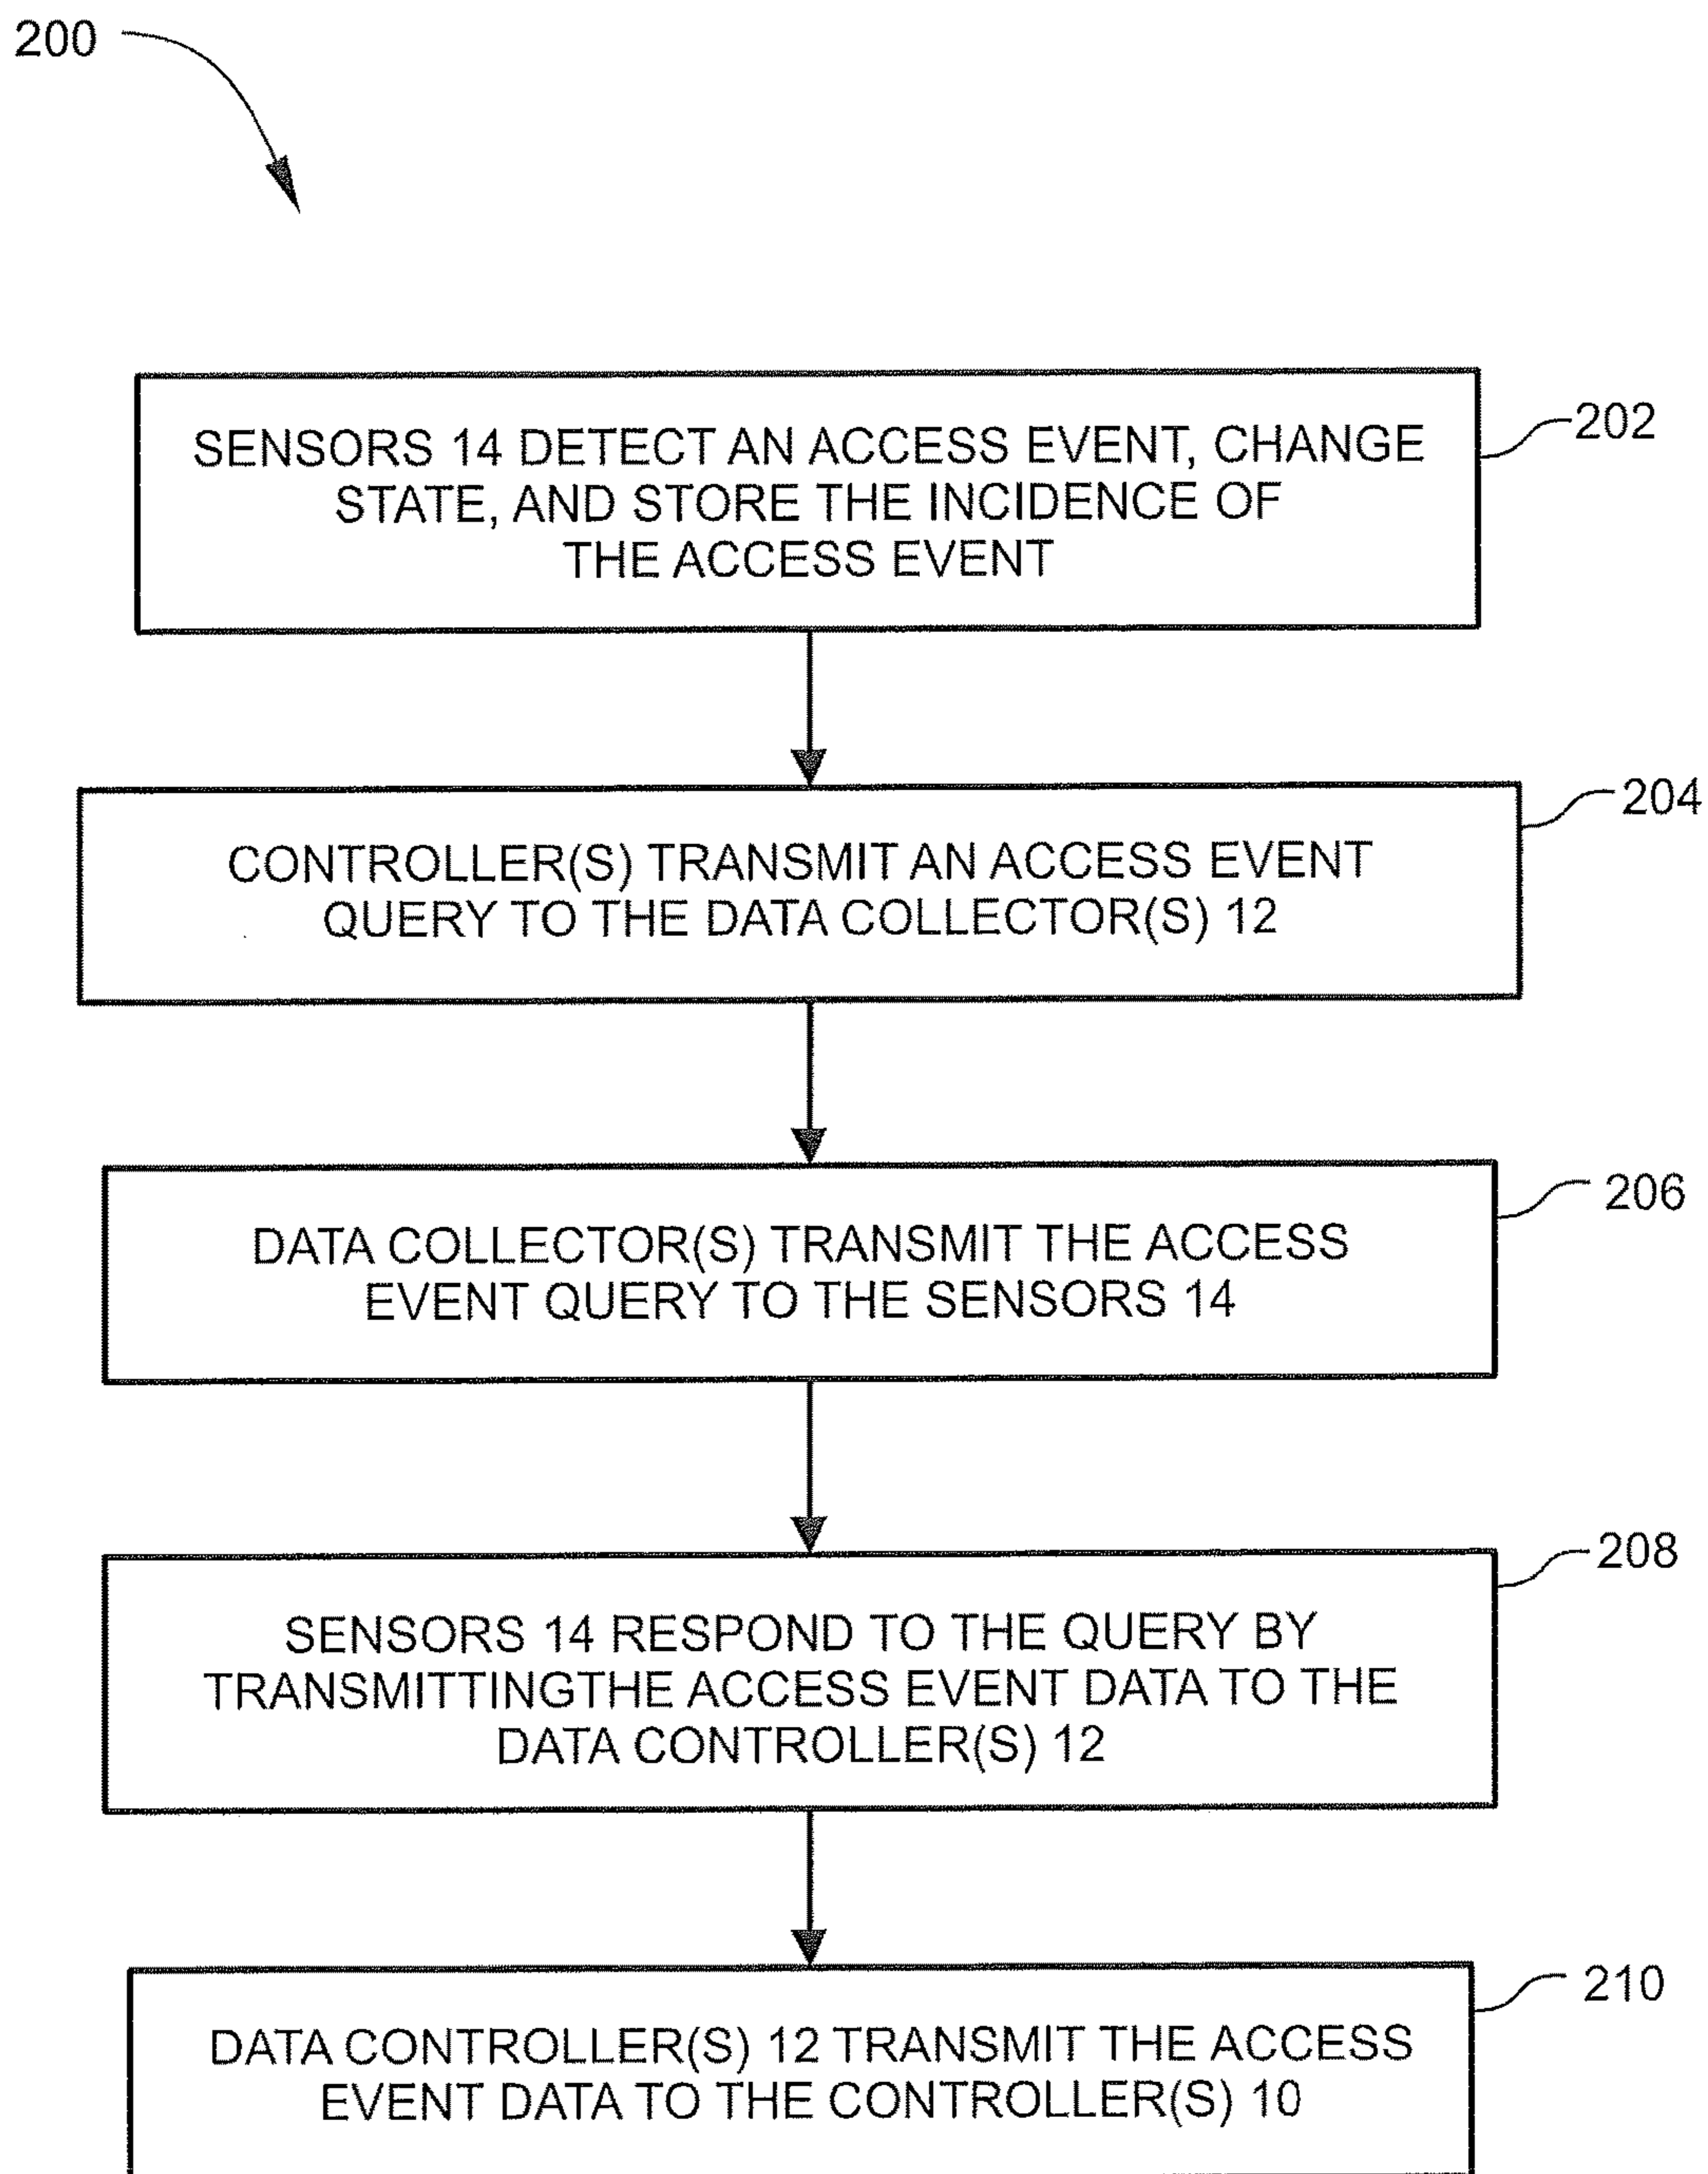 200
SENSORS 14 DETECT AN ACCESS EVENT, CHANGE
STATE, AND STORE THE INCIDENCE OF
THE ACCESS EVENT
202
CONTROLLER(S) TRANSMIT AN ACCESS EVENT
QUERY TO THE DATA COLLECTOR(S) 12
204
DATA COLLECTOR(S) TRANSMIT THE ACCESS
EVENT QUERY TO THE SENSORS 14
206
SENSORS 14 RESPOND TO THE QUERY BY
TRANSMITTINGTHE ACCESS EVENT DATA TO THE
DATA CONTROLLER(S) 12
208
DATA CONTROLLER(S) 12 TRANSMIT THE ACCESS
EVENT DATA TO THE CONTROLLER(S) 10
210